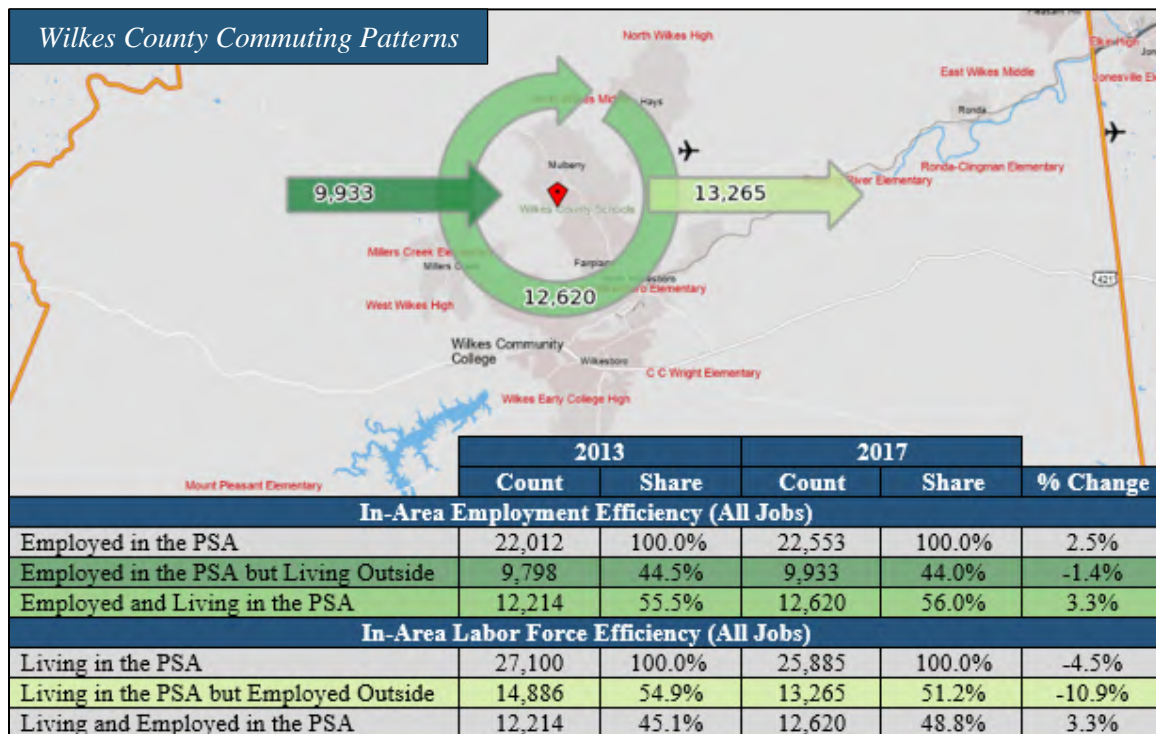 Wilkes County Commuting Patterns
North Wilkes High
Elkin High
East Wilkes Middle
Jonesville
Hays
Ronda
Mulberry
9,933
13,265
Ronda-Clingman Elementary
River Elementary
Wilkes County Schools
Millers Creek
Millers
Fairplains
Elementary
421
12,620
West Wilkes High
Wilkes Community
College
Wilkesboro
C C Wright Elementary
Wilkes Early College High
Mount Pleasant Elementary
2013 2017
Count Share Count Share % Change
In-Area Employment Efficiency (All Jobs)
Employed in the PSA 22,012 100.0% 22,553 100.0% 2.5%
Employed in the PSA but Living Outside 9,798 44.5% 9,933 44.0% -1.4%
Employed and Living in the PSA 12,214 55.5% 12,620 56.0% 3.3%
In-Area Labor Force Efficiency (All Jobs)
Living in the PSA 27,100 100.0% 25,885 100.0% -4.5%
Living in the PSA but Employed Outside 14,886 54.9% 13,265 51.2% -10.9%
Living and Employed in the PSA 12,214 45.1% 12,620 48.8% 3.3%